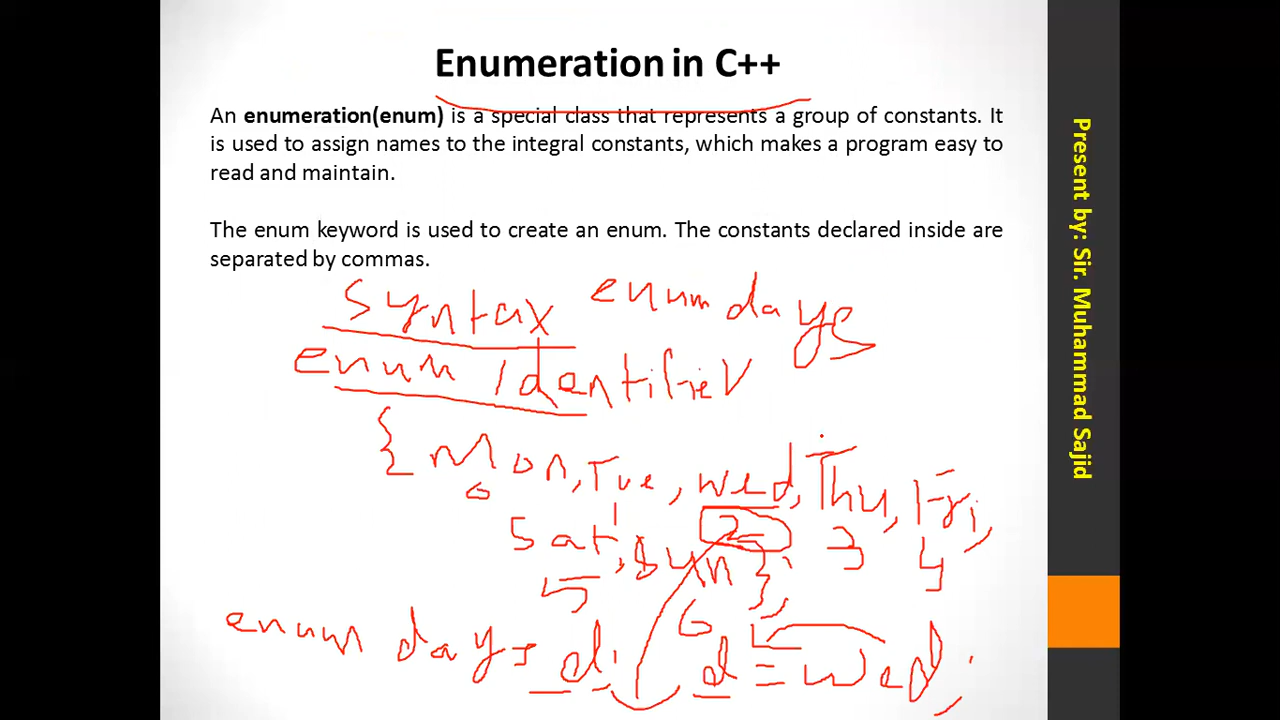 Enumeration in C++
An enumeration(enum) is a special class that represents a group of constants. It
is used to assign names to the integral constants, which makes a program easy to
read and maintain.
The enum keyword is used to create an enum. The constants declared inside are
separated by commas.
Syntax enum days
enum Identifier
{ Mon, Tue, wed, Thu, Fri,
0 1 2 3 4
Sat, Sun };
5 6
enum days d; d = wed;
Present by: Sir. Muhammad Sajid